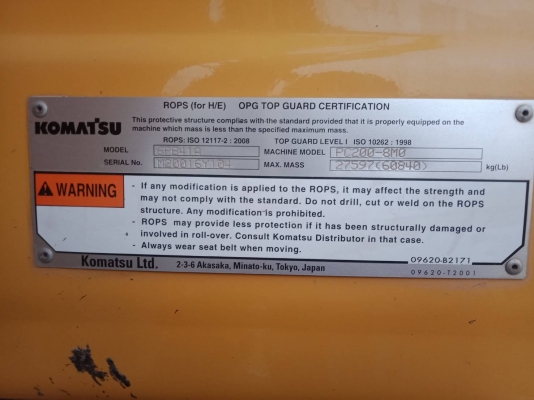 ROPS (for H/E) OPG TOP GUARD CERTIFICATION
KOMATSU
This protective structure complies with the standard provided that it is properly equipped on the
machine which mass is less than the specified maximum mass.
ROPS: ISO 12117-2 : 2008 TOP GUARD LEVEL I ISO 10262 : 1998
MODEL MACHINE MODEL PC200-8M0
SERIAL No. MAX. MASS 27597(60840) kg(Lb)
WARNING
- If any modification is applied to the ROPS, it may affect the strength and
may not comply with the standard. Do not drill, cut or weld on the ROPS
structure. Any modification is prohibited.
- ROPS may provide less protection if it has been structurally damaged or
involved in roll-over. Consult Komatsu Distributor in that case.
- Always wear seat belt when moving.
Komatsu Ltd. 2-3-6 Akasaka, Minato-ku, Tokyo, Japan
09620-B2171
09620-T2001